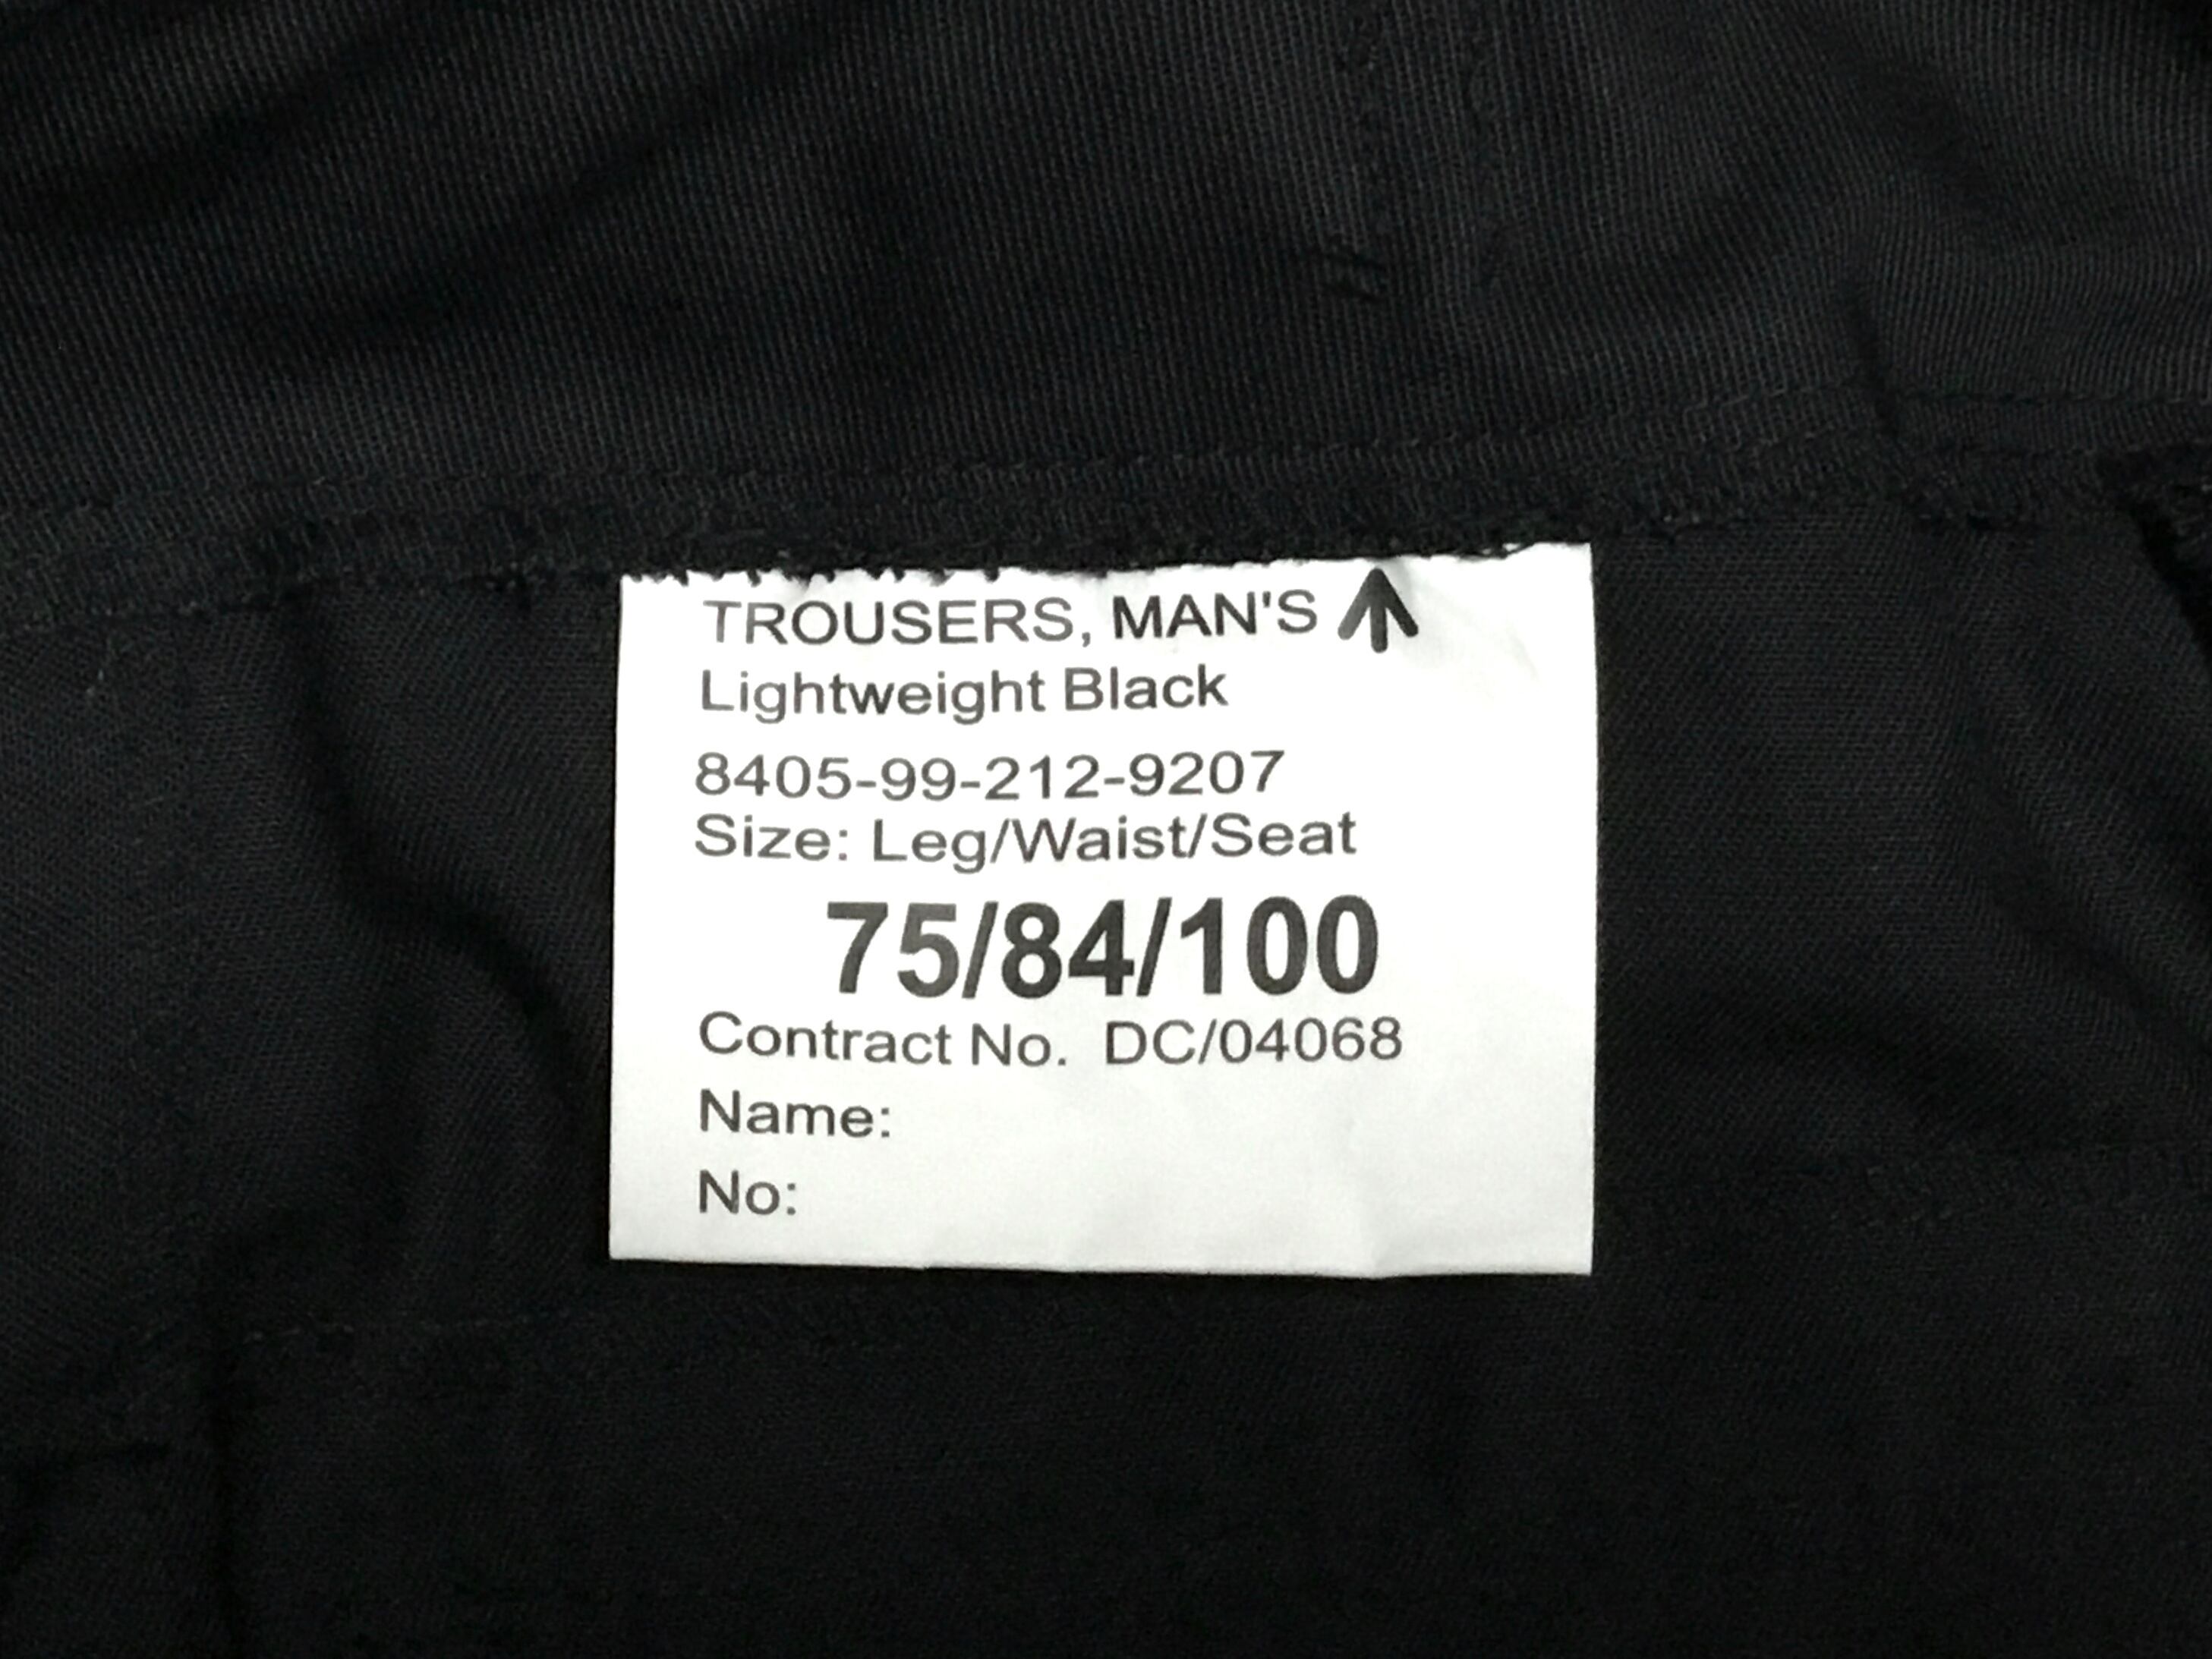 TROUSERS, MAN'S
Lightweight Black
8405-99-212-9207
Size: Leg/Waist/Seat
75/84/100
Contract No. DC/04068
Name:
No: